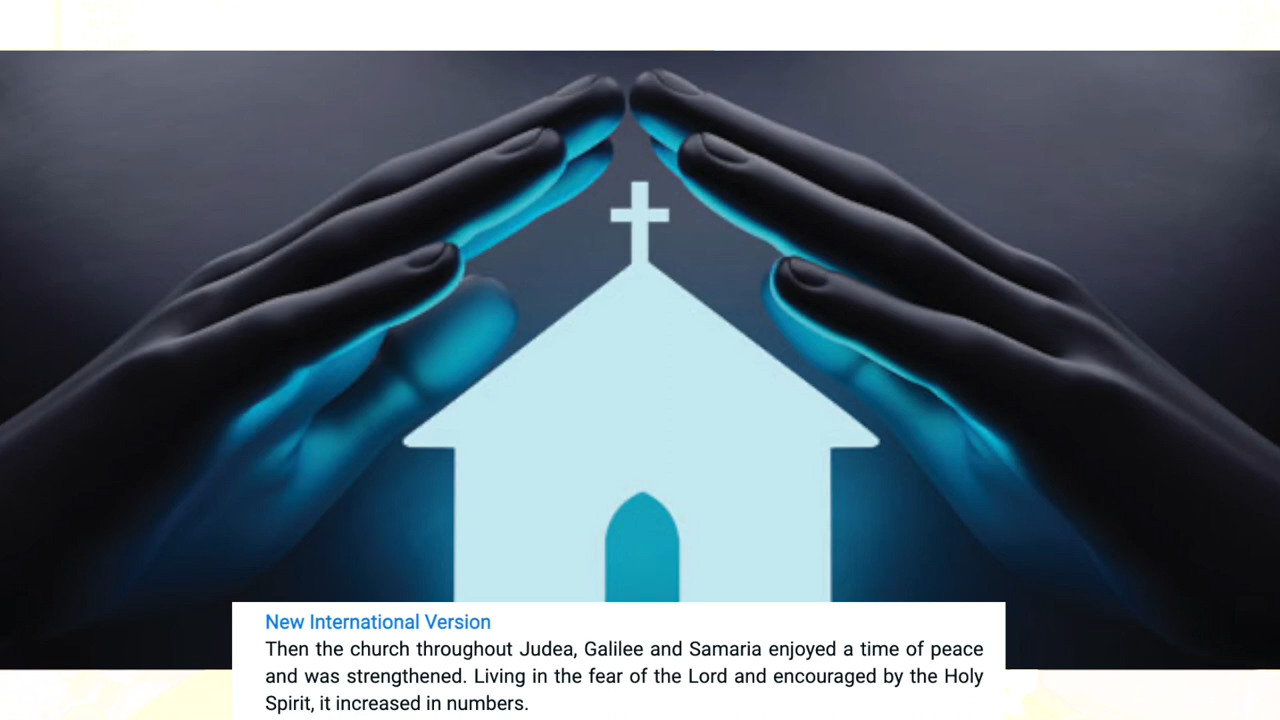 New International Version
Then the church throughout Judea, Galilee and Samaria enjoyed a time of peace
and was strengthened. Living in the fear of the Lord and encouraged by the Holy
Spirit, it increased in numbers.